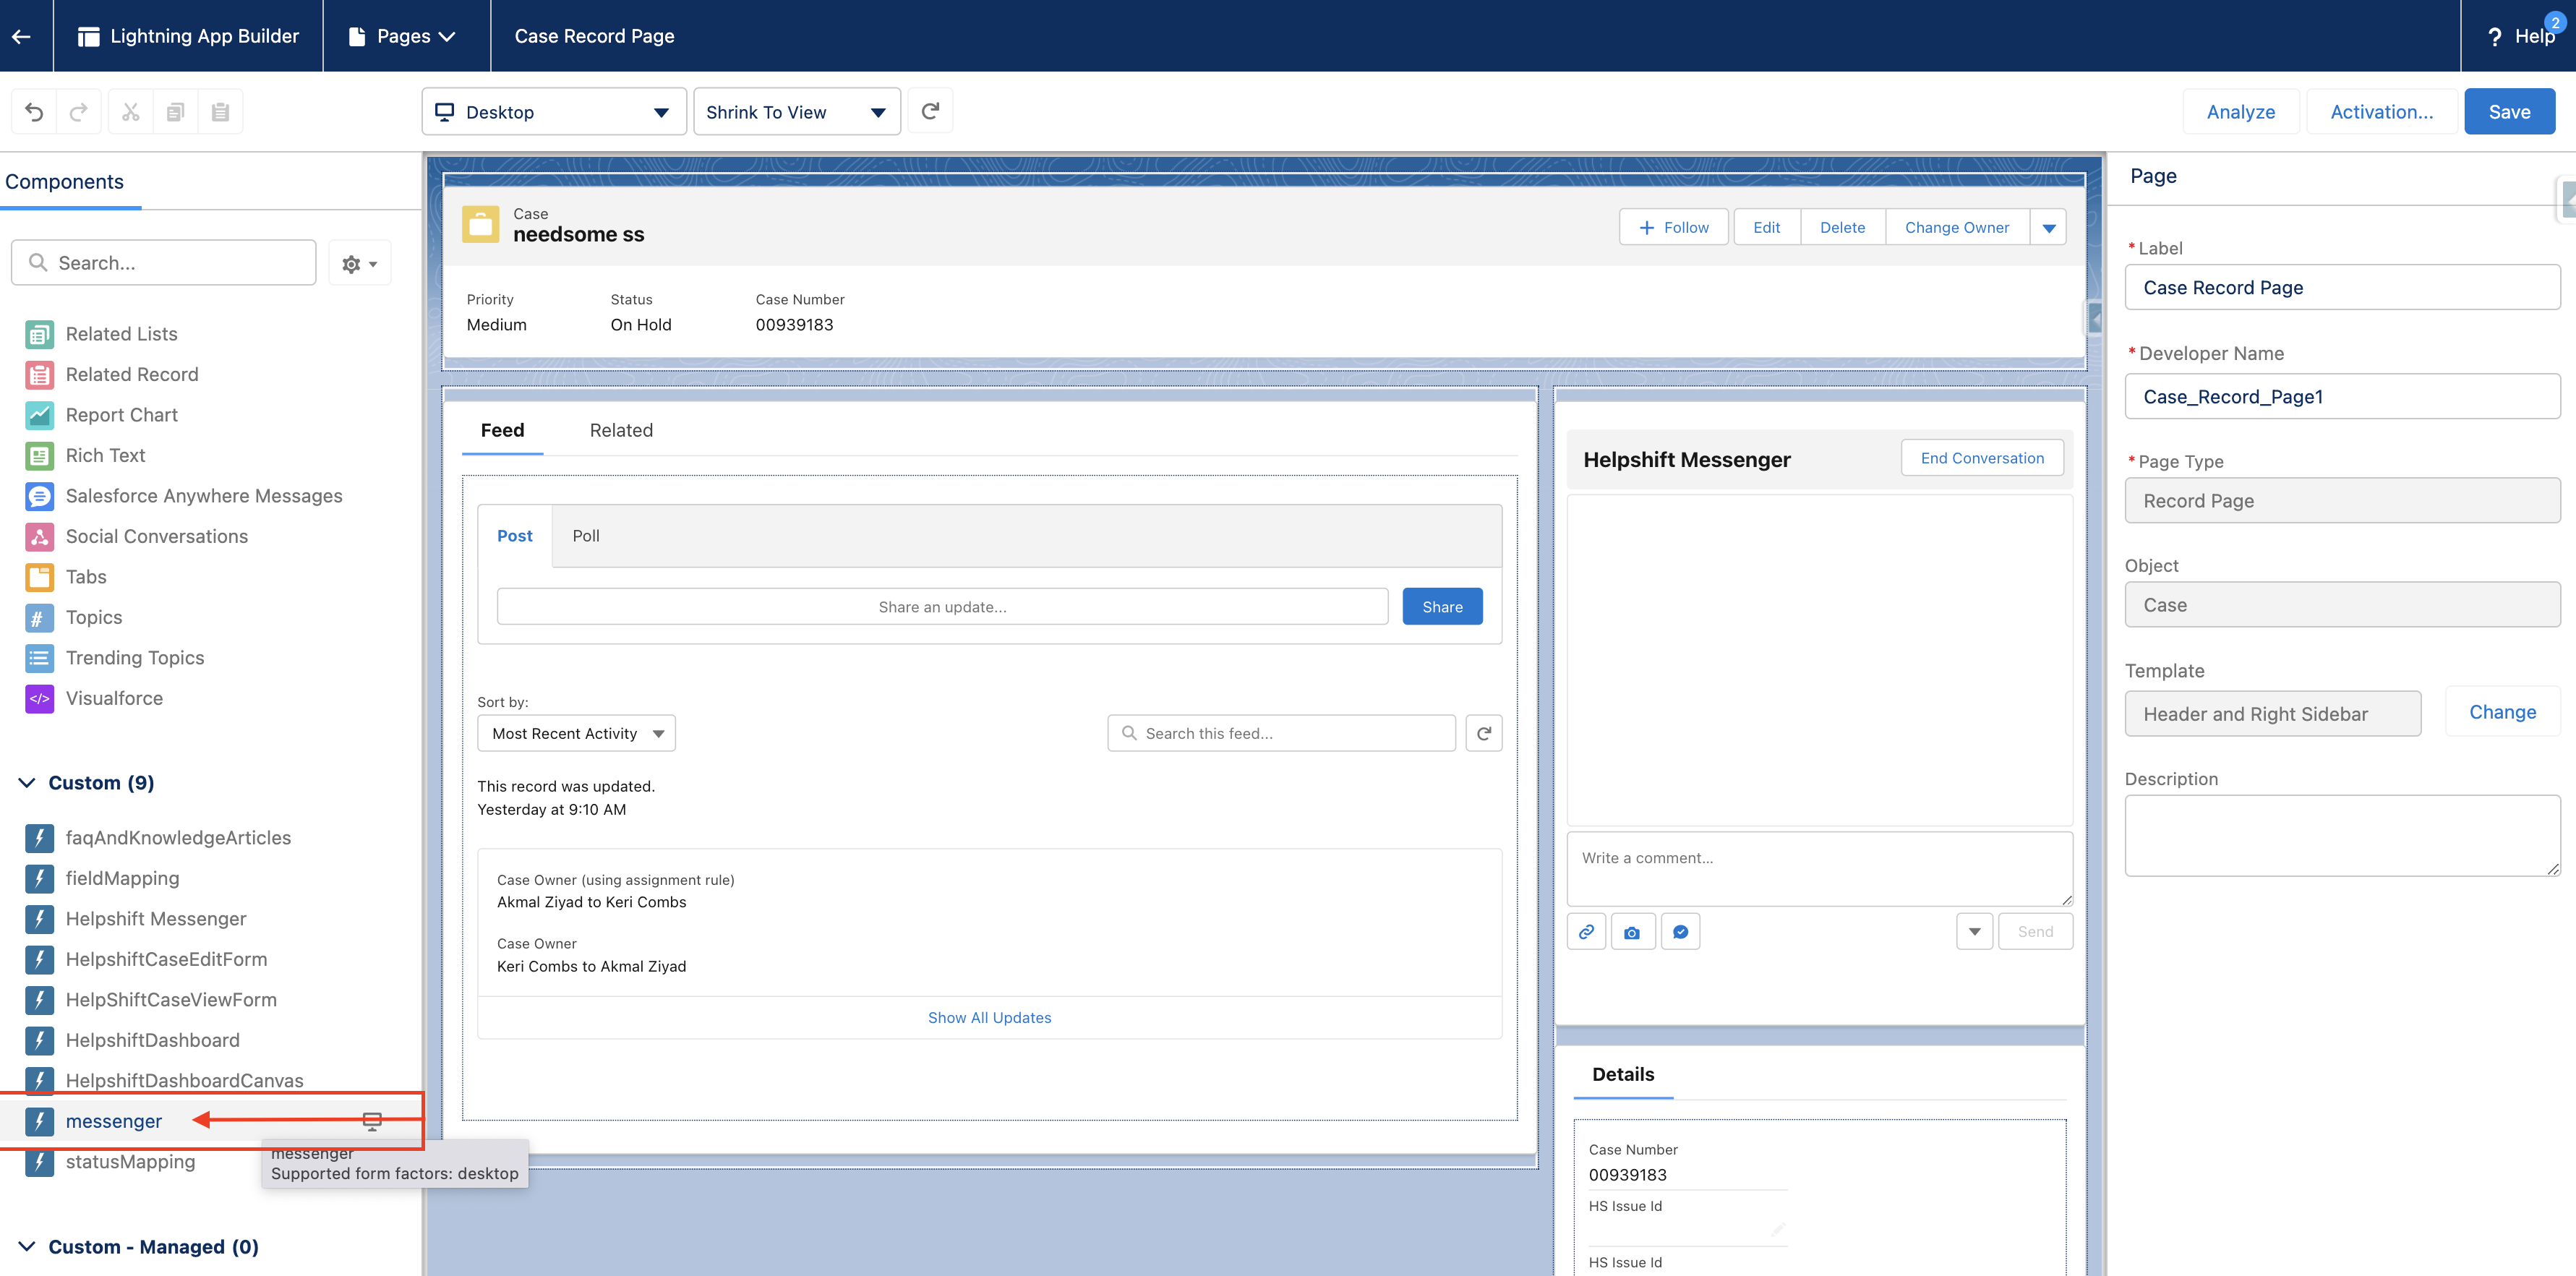 Lightning App Builder
Pages
Case Record Page
? Help
2
Desktop
Shrink To View
Analyze
Activation...
Save
Components
Search...
Related Lists
Related Record
Report Chart
Rich Text
Salesforce Anywhere Messages
Social Conversations
Tabs
# Topics
Trending Topics
</> Visualforce
Custom (9)
faqAndKnowledgeArticles
fieldMapping
Helpshift Messenger
HelpshiftCaseEditForm
HelpShiftCaseViewForm
HelpshiftDashboard
HelpshiftDashboardCanvas
messenger
statusMapping
messenger
Supported form factors: desktop
Custom - Managed (0)
Case
needsome ss
+ Follow
Edit
Delete
Change Owner
Priority
Medium
Status
On Hold
Case Number
00939183
Feed
Related
Post
Poll
Share an update...
Share
Sort by:
Most Recent Activity
Search this feed...
This record was updated.
Yesterday at 9:10 AM
Case Owner (using assignment rule)
Akmal Ziyad to Keri Combs
Case Owner
Keri Combs to Akmal Ziyad
Show All Updates
Helpshift Messenger
End Conversation
Write a comment...
Send
Details
Case Number
00939183
HS Issue Id
HS Issue Id
Page
*Label
Case Record Page
*Developer Name
Case_Record_Page1
*Page Type
Record Page
Object
Case
Template
Header and Right Sidebar
Change
Description